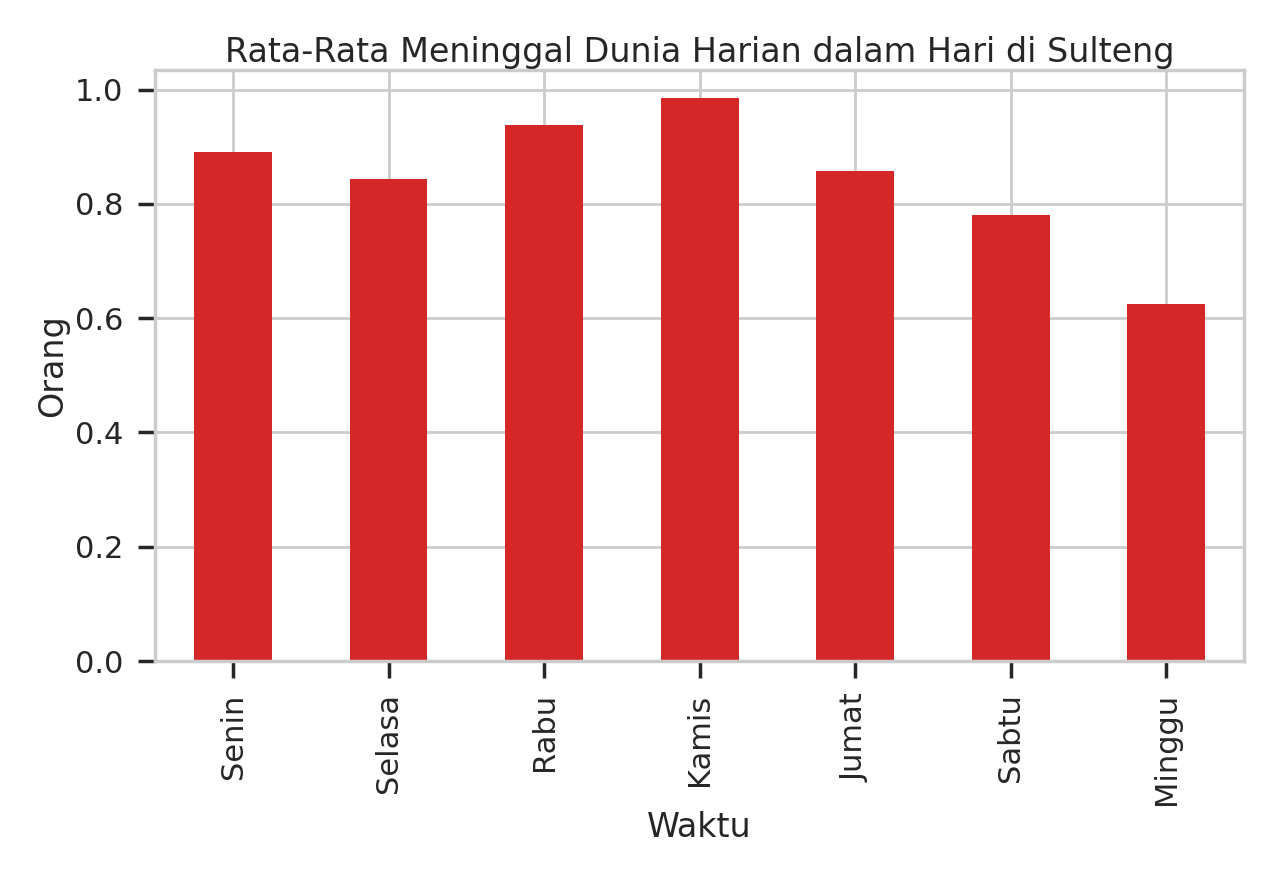 Rata-Rata Meninggal Dunia Harian dalam Hari di Sulteng
1.0
0.8
0.6
0.4
0.2
0.0
Orang
Senin
Selasa
Rabu
Kamis
Jumat
Sabtu
Minggu
Waktu